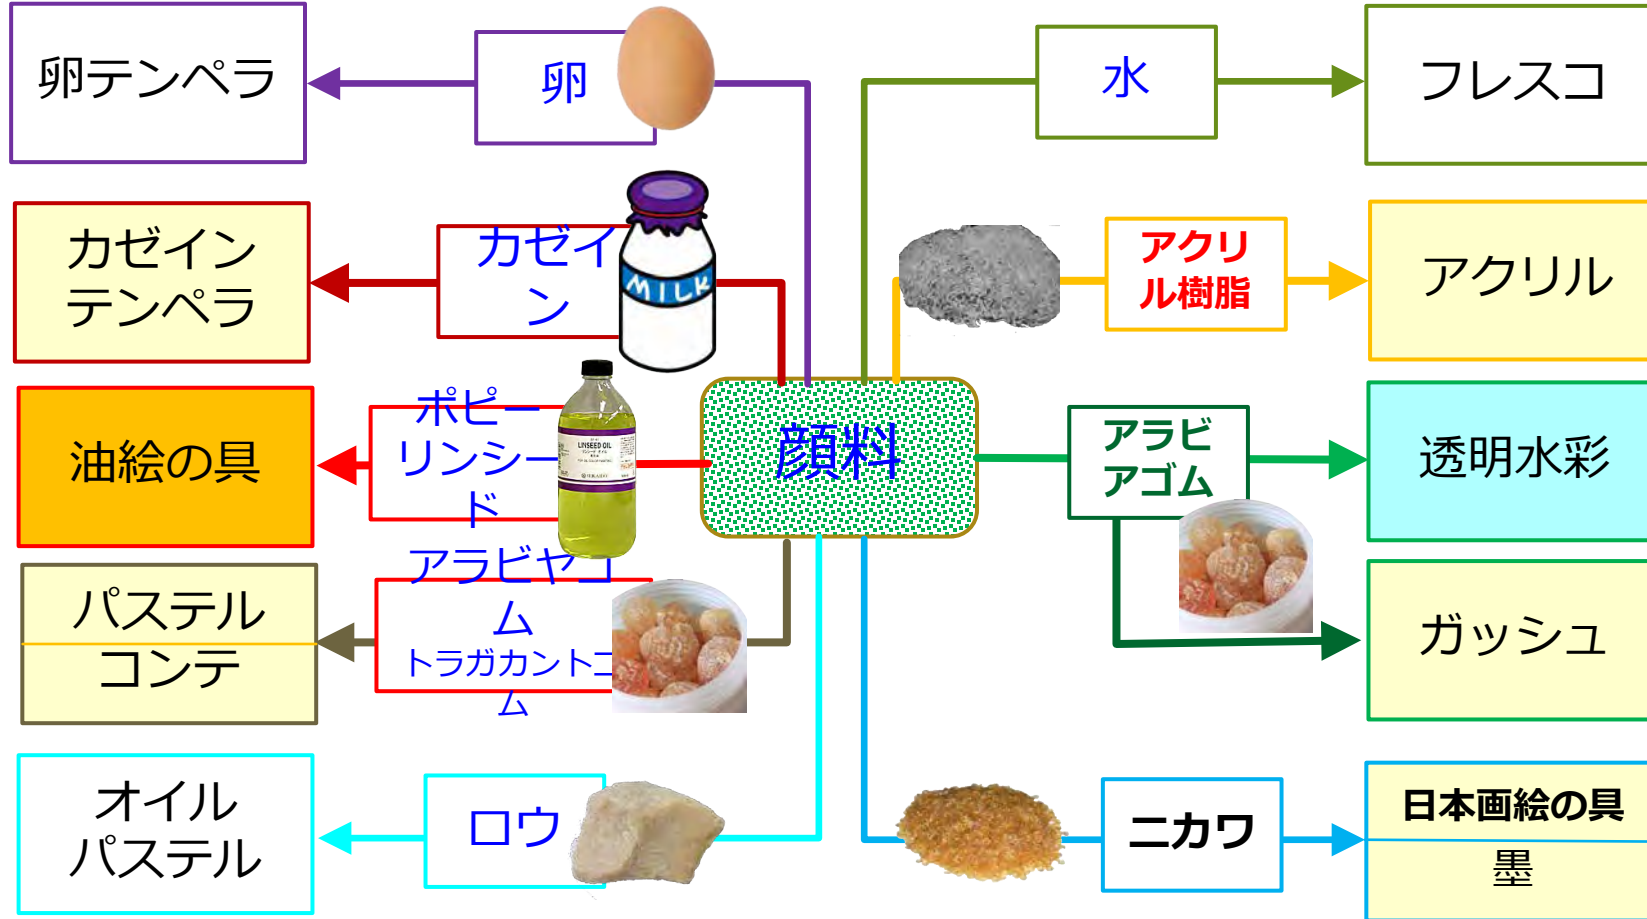 卵テンペラ
卵
水
フレスコ
カゼイン
テンペラ
カゼイ
ン
MILK
アクリ
ル樹脂
アクリル
油絵の具
ポピー
リンシー
ド
LINSEED OIL
顔料
アラビ
アゴム
透明水彩
パステル
コンテ
アラビヤゴ
ム
トラガカントゴ
ム
ガッシュ
オイル
パステル
ロウ
ニカワ
日本画絵の具
墨